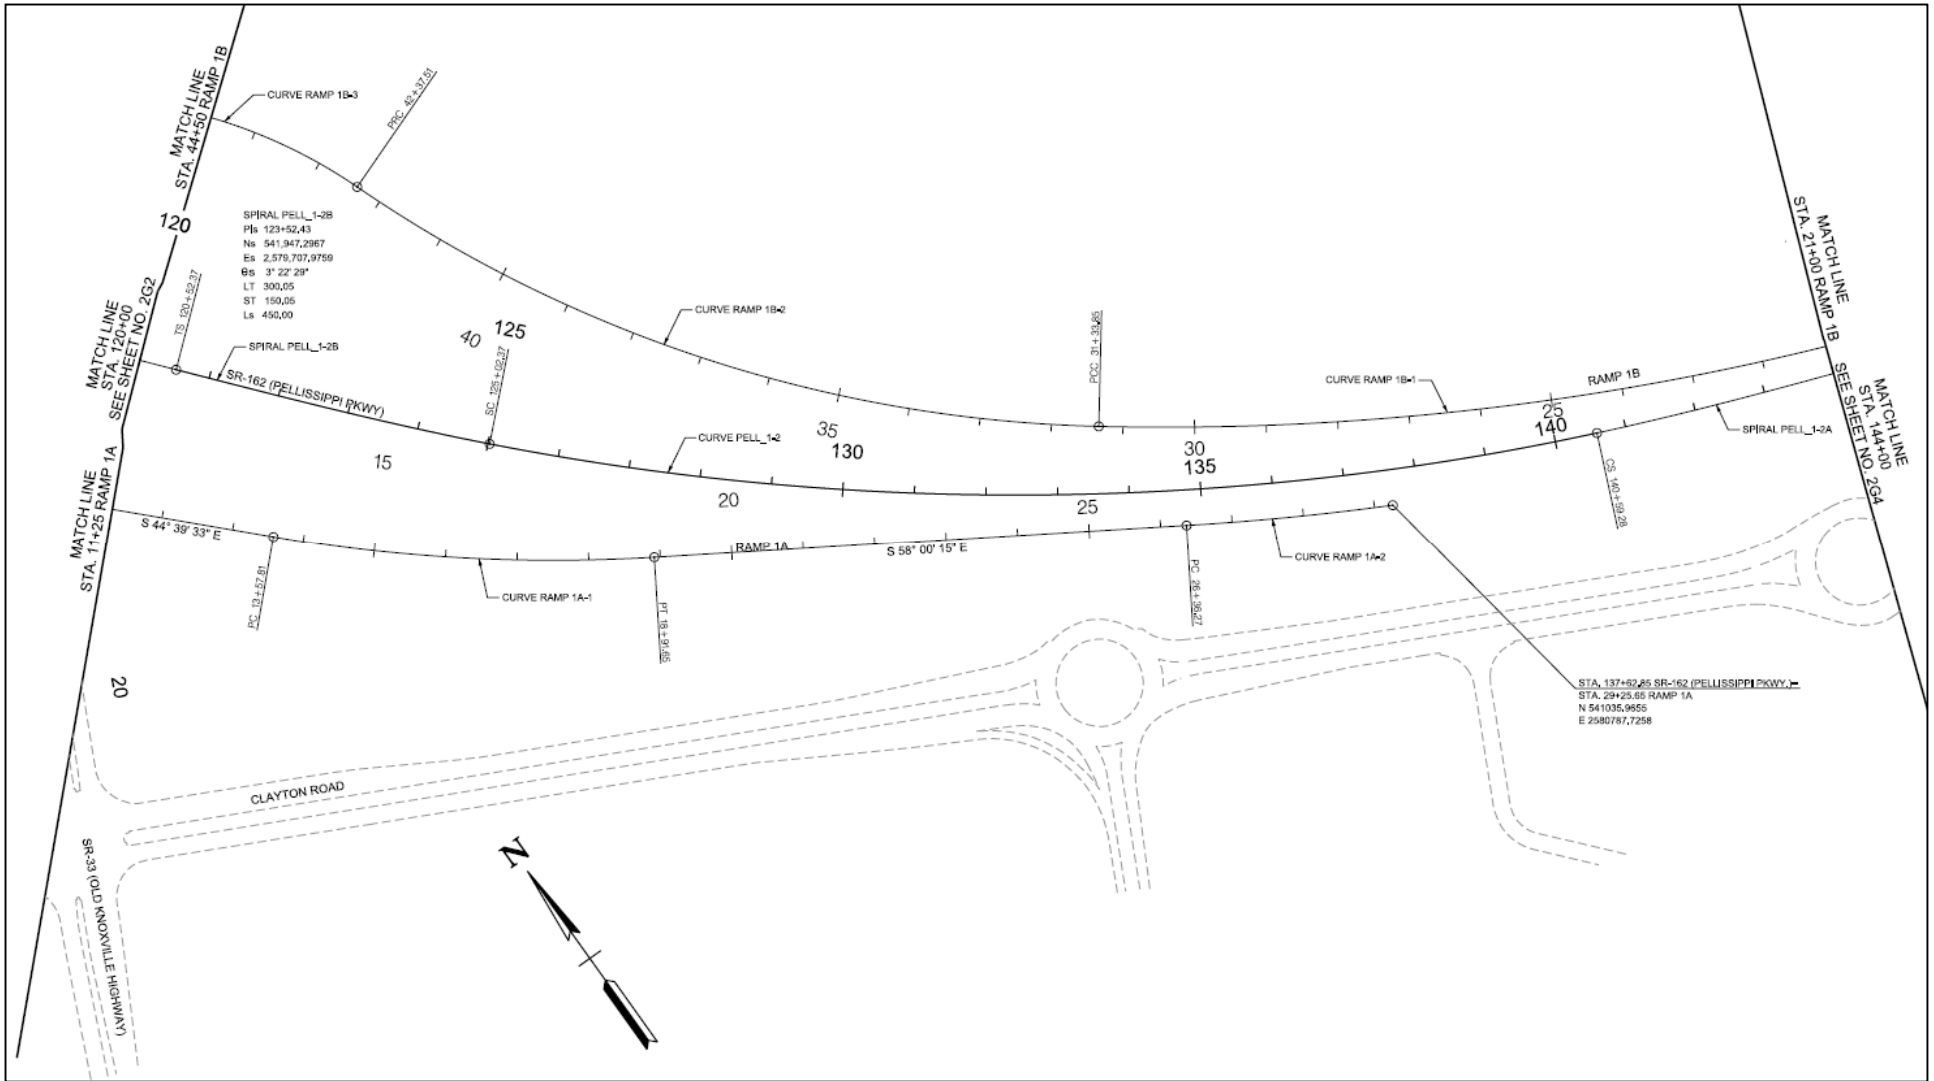 MATCH LINE
STA. 44+50 RAMP 1B
CURVE RAMP 1B-3
PRC 42+37.51
120
SPIRAL PELL_1-2B
PIs 123+52.43
Ns 541,947.2967
Es 2,579,707.9759
θs 3° 22' 29"
LT 300.05
ST 150.05
Ls 450.00
TS 120+52.37
MATCH LINE
STA. 120+00
SEE SHEET NO. 2G2
SPIRAL PELL_1-2B
SR-162 (PELLISSIPPI PKWY)
40
125
SC 125+02.37
CURVE RAMP 1B-2
PCC 31+33.85
CURVE RAMP 1B-1
RAMP 1B
MATCH LINE
STA. 21+00 RAMP 1B
SEE SHEET NO. 2G4
MATCH LINE
STA. 144+00
25
140
SPIRAL PELL_1-2A
CS 140+59.28
CURVE PELL_1-2
35
130
30
135
15
20
25
MATCH LINE
STA. 11+25 RAMP 1A
S 44° 39' 33" E
PC 13+57.81
CURVE RAMP 1A-1
PT 18+91.65
RAMP 1A
S 58° 00' 15" E
PC 26+36.27
CURVE RAMP 1A-2
STA. 137+62.85 SR-162 (PELLISSIPPI PKWY.)=
STA. 29+25.65 RAMP 1A
N 541035.9655
E 2580787.7258
20
CLAYTON ROAD
SR-33 (OLD KNOXVILLE HIGHWAY)
N